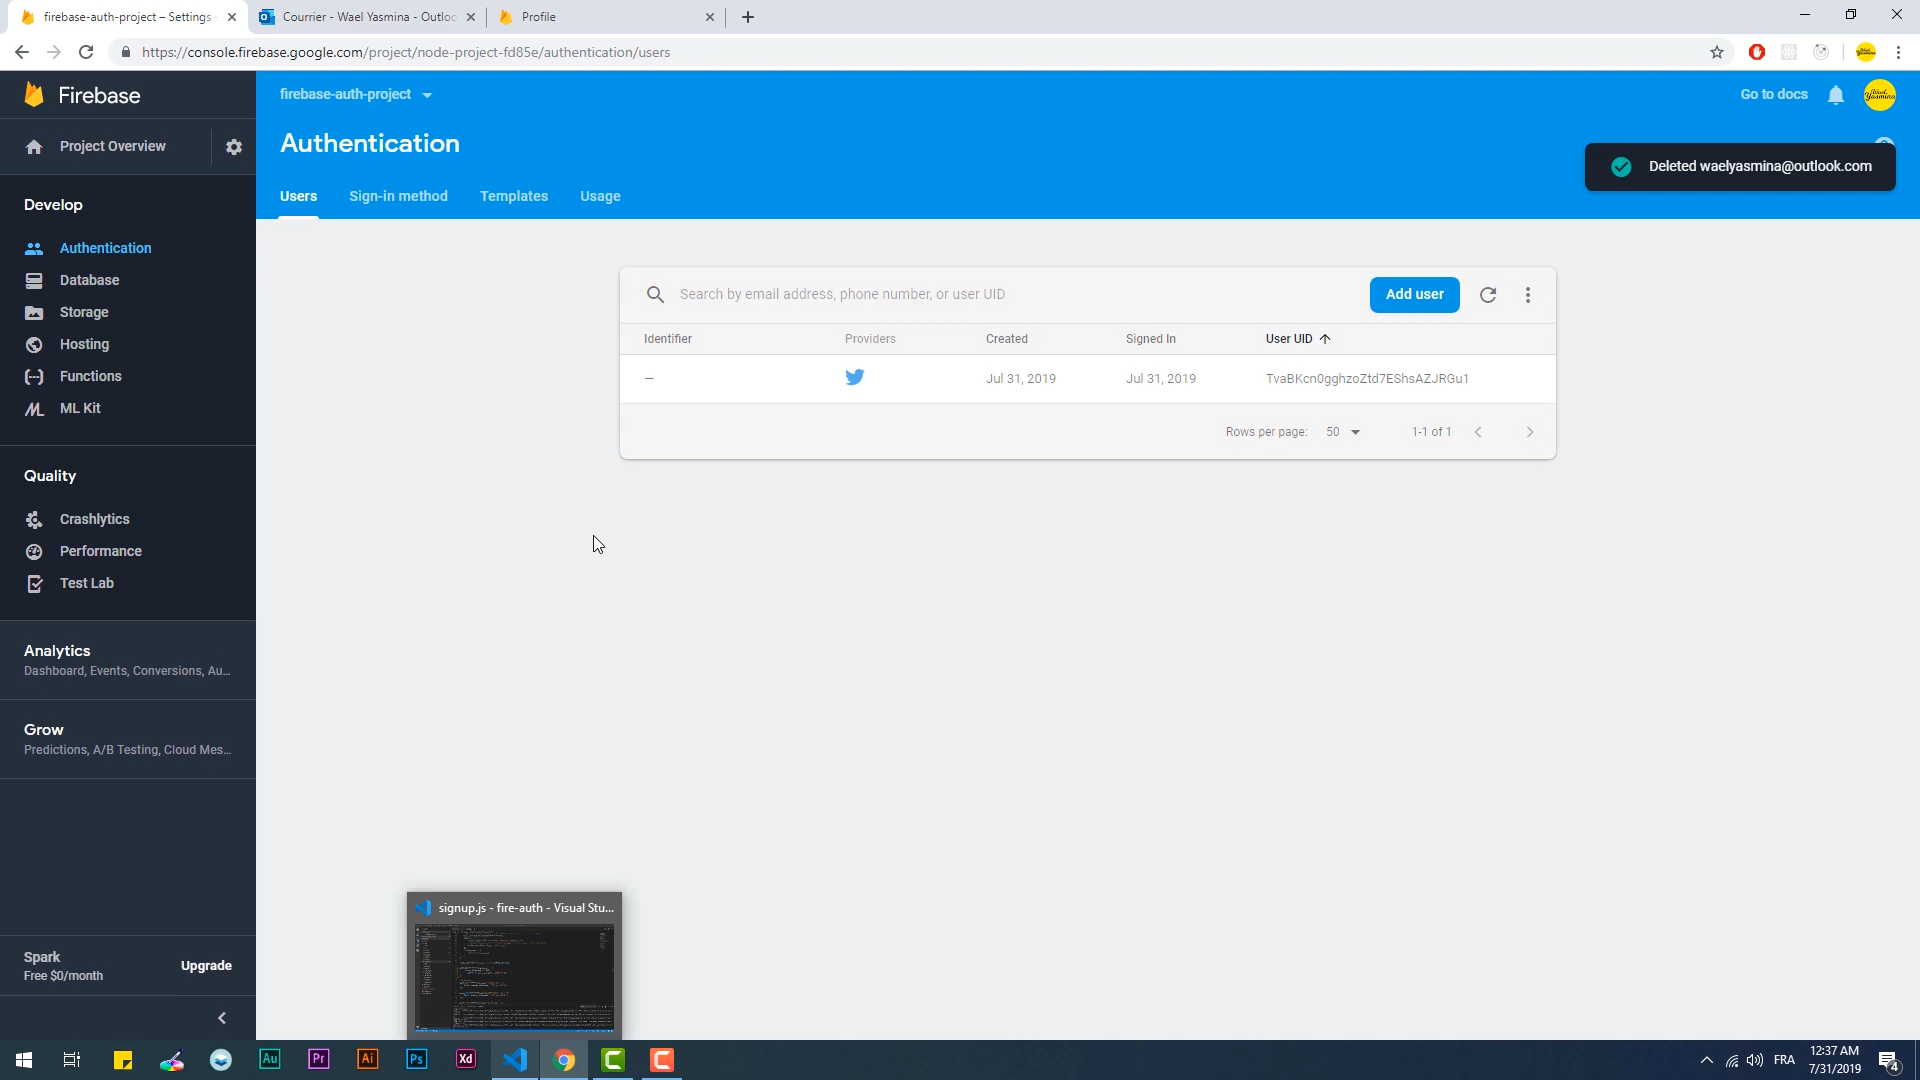 firebase-auth-project – Settings -
Courrier - Wael Yasmina - Outlo
Profile
https://console.firebase.google.com/project/node-project-fd85e/authentication/users
Firebase
firebase-auth-project
Go to docs
Wael Yasmina
Project Overview
Authentication
Deleted waelyasmina@outlook.com
Users
Sign-in method
Templates
Usage
Develop
Authentication
Database
Storage
Hosting
Functions
ML Kit
Search by email address, phone number, or user UID
Add user
Identifier
Providers
Created
Signed In
User UID
—
Jul 31, 2019
Jul 31, 2019
TvaBKcn0gghzoZtd7EShsAZJRGu1
Rows per page:
50
1-1 of 1
Quality
Crashlytics
Performance
Test Lab
Analytics
Dashboard, Events, Conversions, Au...
Grow
Predictions, A/B Testing, Cloud Mes...
signup.js - fire-auth - Visual Stu...
Spark
Free $0/month
Upgrade
Au
Pr
Ai
Ps
Xd
FRA
12:37 AM
7/31/2019
4